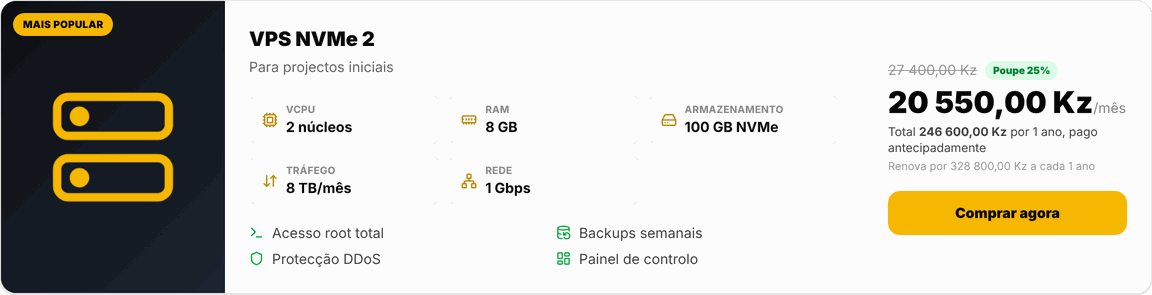 MAIS POPULAR
VPS NVMe 2
Para projectos iniciais
VCPU
2 núcleos
RAM
8 GB
ARMAZENAMENTO
100 GB NVMe
TRÁFEGO
8 TB/mês
REDE
1 Gbps
Acesso root total
Backups semanais
Protecção DDoS
Painel de controlo
27 400,00 Kz Poupe 25%
20 550,00 Kz/mês
Total 246 600,00 Kz por 1 ano, pago
antecipadamente
Renova por 328 800,00 Kz a cada 1 ano
Comprar agora